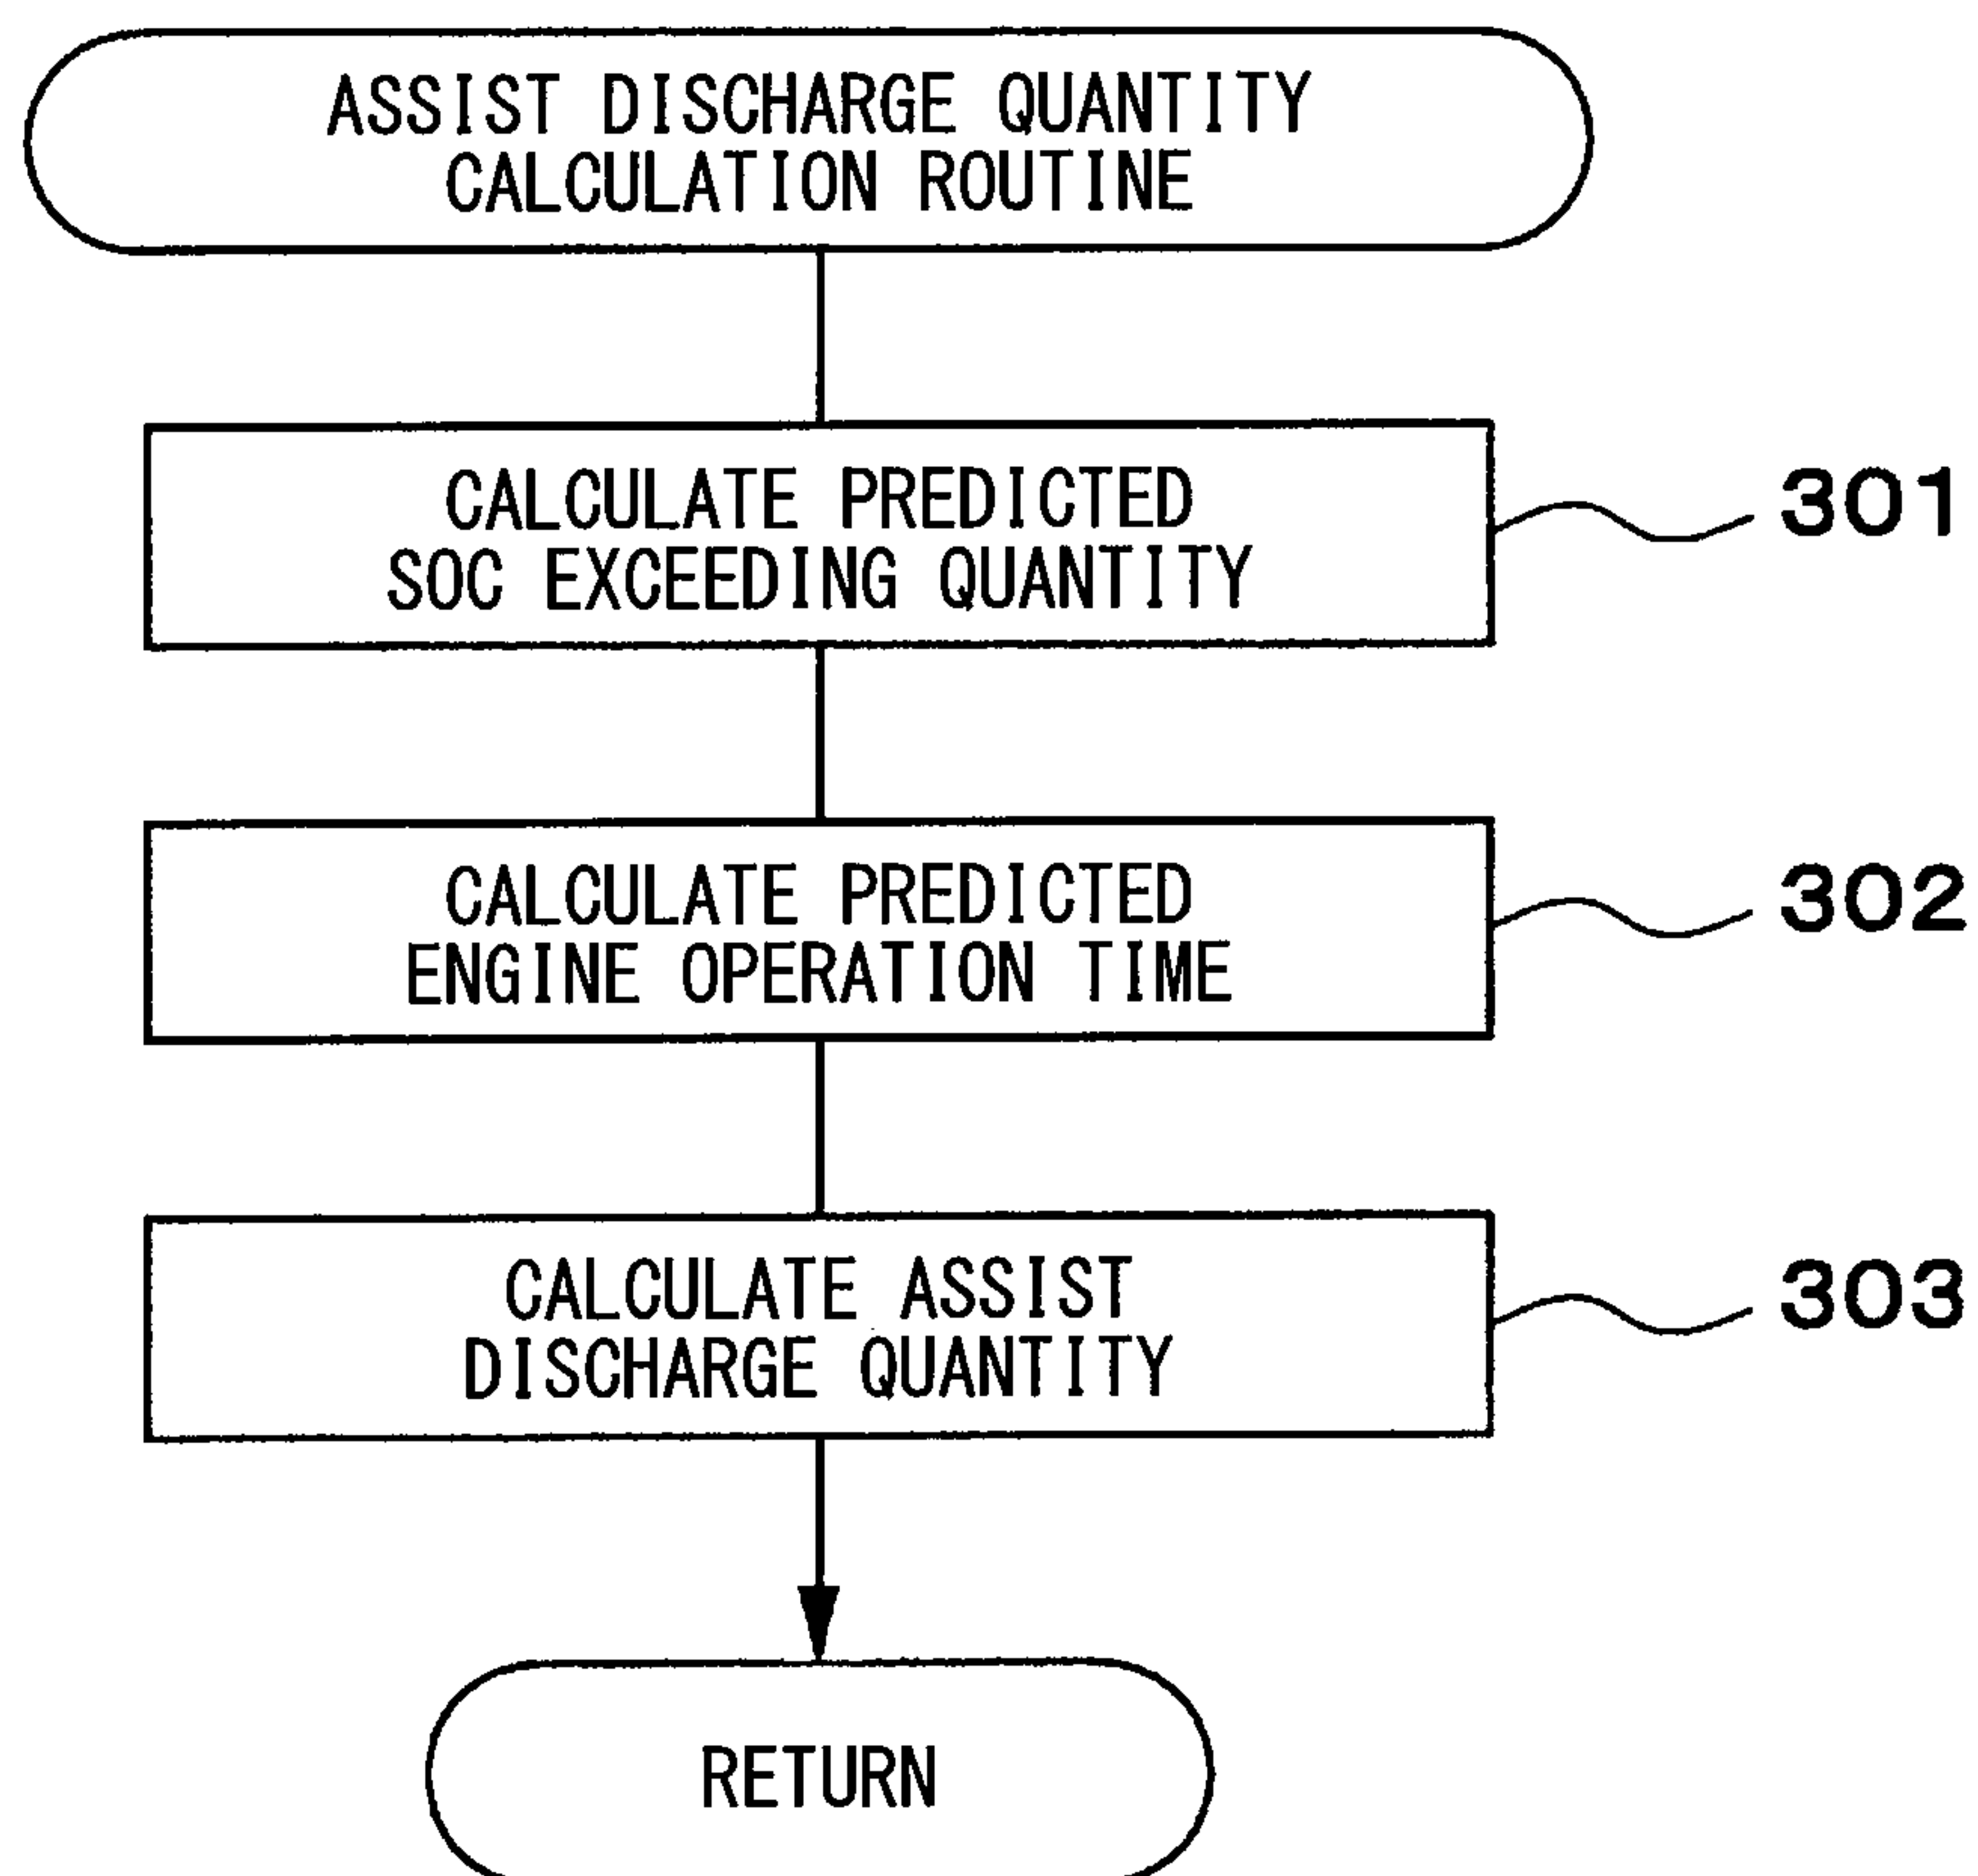 ASSIST DISCHARGE QUANTITY
CALCULATION ROUTINE
CALCULATE PREDICTED
SOC EXCEEDING QUANTITY
301
CALCULATE PREDICTED
ENGINE OPERATION TIME
302
CALCULATE ASSIST
DISCHARGE QUANTITY
303
RETURN